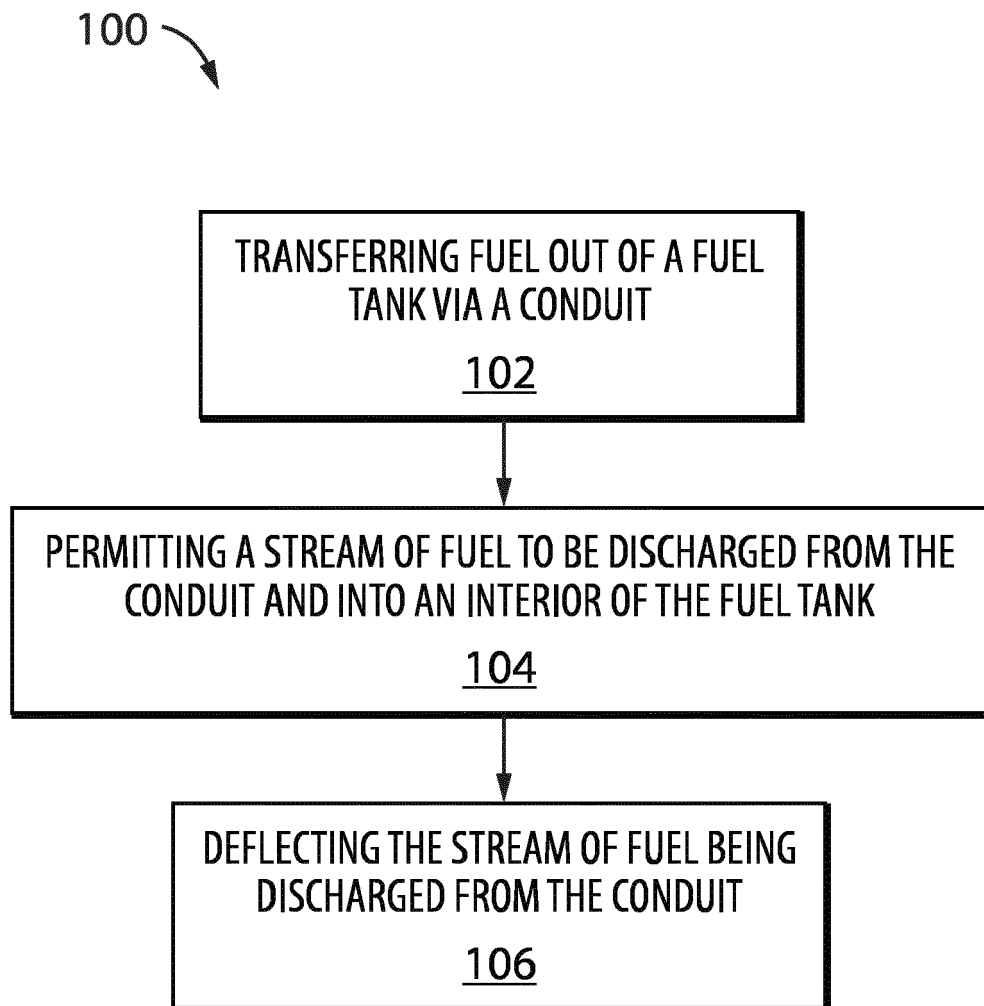 100
TRANSFERRING FUEL OUT OF A FUEL
TANK VIA A CONDUIT
102
PERMITTING A STREAM OF FUEL TO BE DISCHARGED FROM THE
CONDUIT AND INTO AN INTERIOR OF THE FUEL TANK
104
DEFLECTING THE STREAM OF FUEL BEING
DISCHARGED FROM THE CONDUIT
106